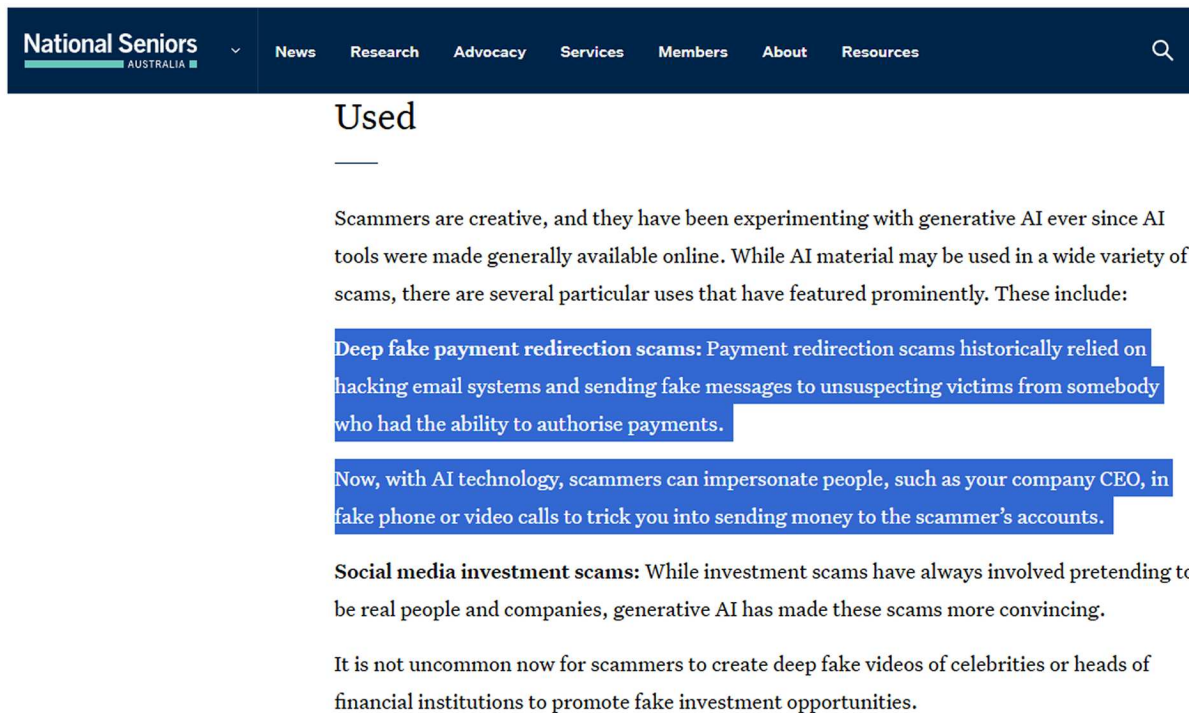 National Seniors
AUSTRALIA
News Research Advocacy Services Members About Resources
Used
Scammers are creative, and they have been experimenting with generative AI ever since AI
tools were made generally available online. While AI material may be used in a wide variety of
scams, there are several particular uses that have featured prominently. These include:
Deep fake payment redirection scams: Payment redirection scams historically relied on
hacking email systems and sending fake messages to unsuspecting victims from somebody
who had the ability to authorise payments.
Now, with AI technology, scammers can impersonate people, such as your company CEO, in
fake phone or video calls to trick you into sending money to the scammer’s accounts.
Social media investment scams: While investment scams have always involved pretending to
be real people and companies, generative AI has made these scams more convincing.
It is not uncommon now for scammers to create deep fake videos of celebrities or heads of
financial institutions to promote fake investment opportunities.